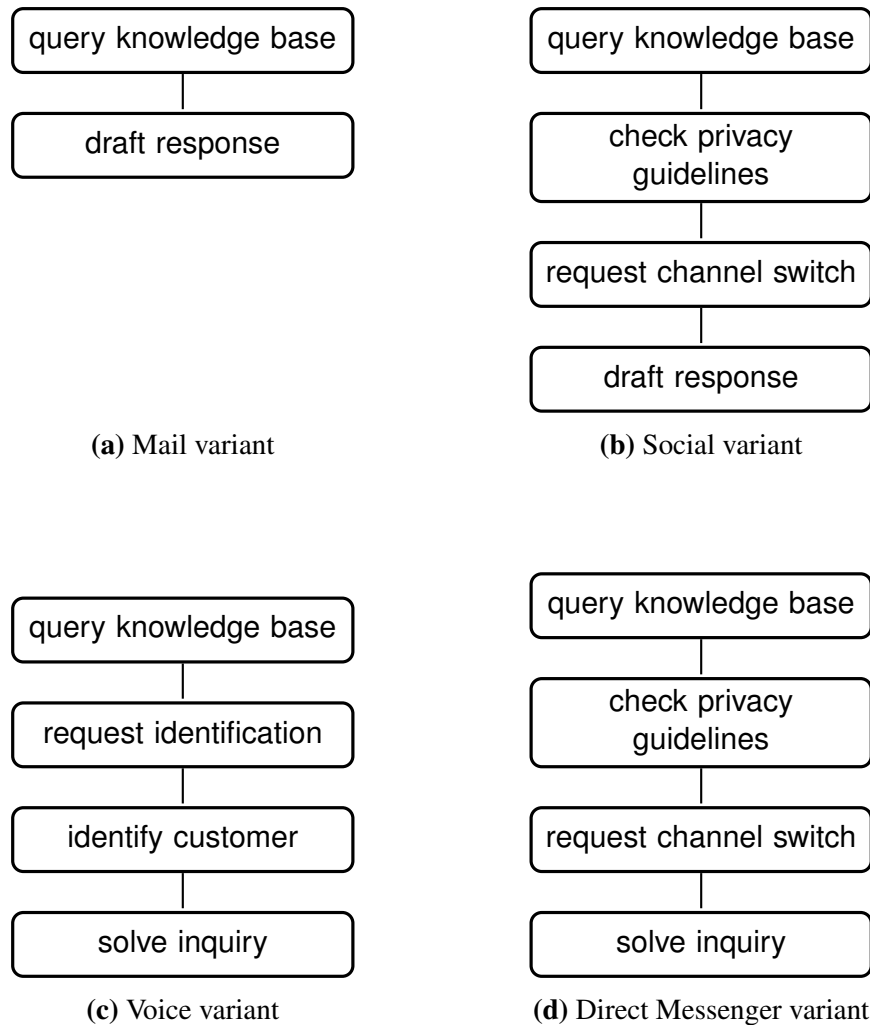 query knowledge base
draft response
(a) Mail variant
query knowledge base
check privacy
guidelines
request channel switch
draft response
(b) Social variant
query knowledge base
request identification
identify customer
solve inquiry
(c) Voice variant
query knowledge base
check privacy
guidelines
request channel switch
solve inquiry
(d) Direct Messenger variant